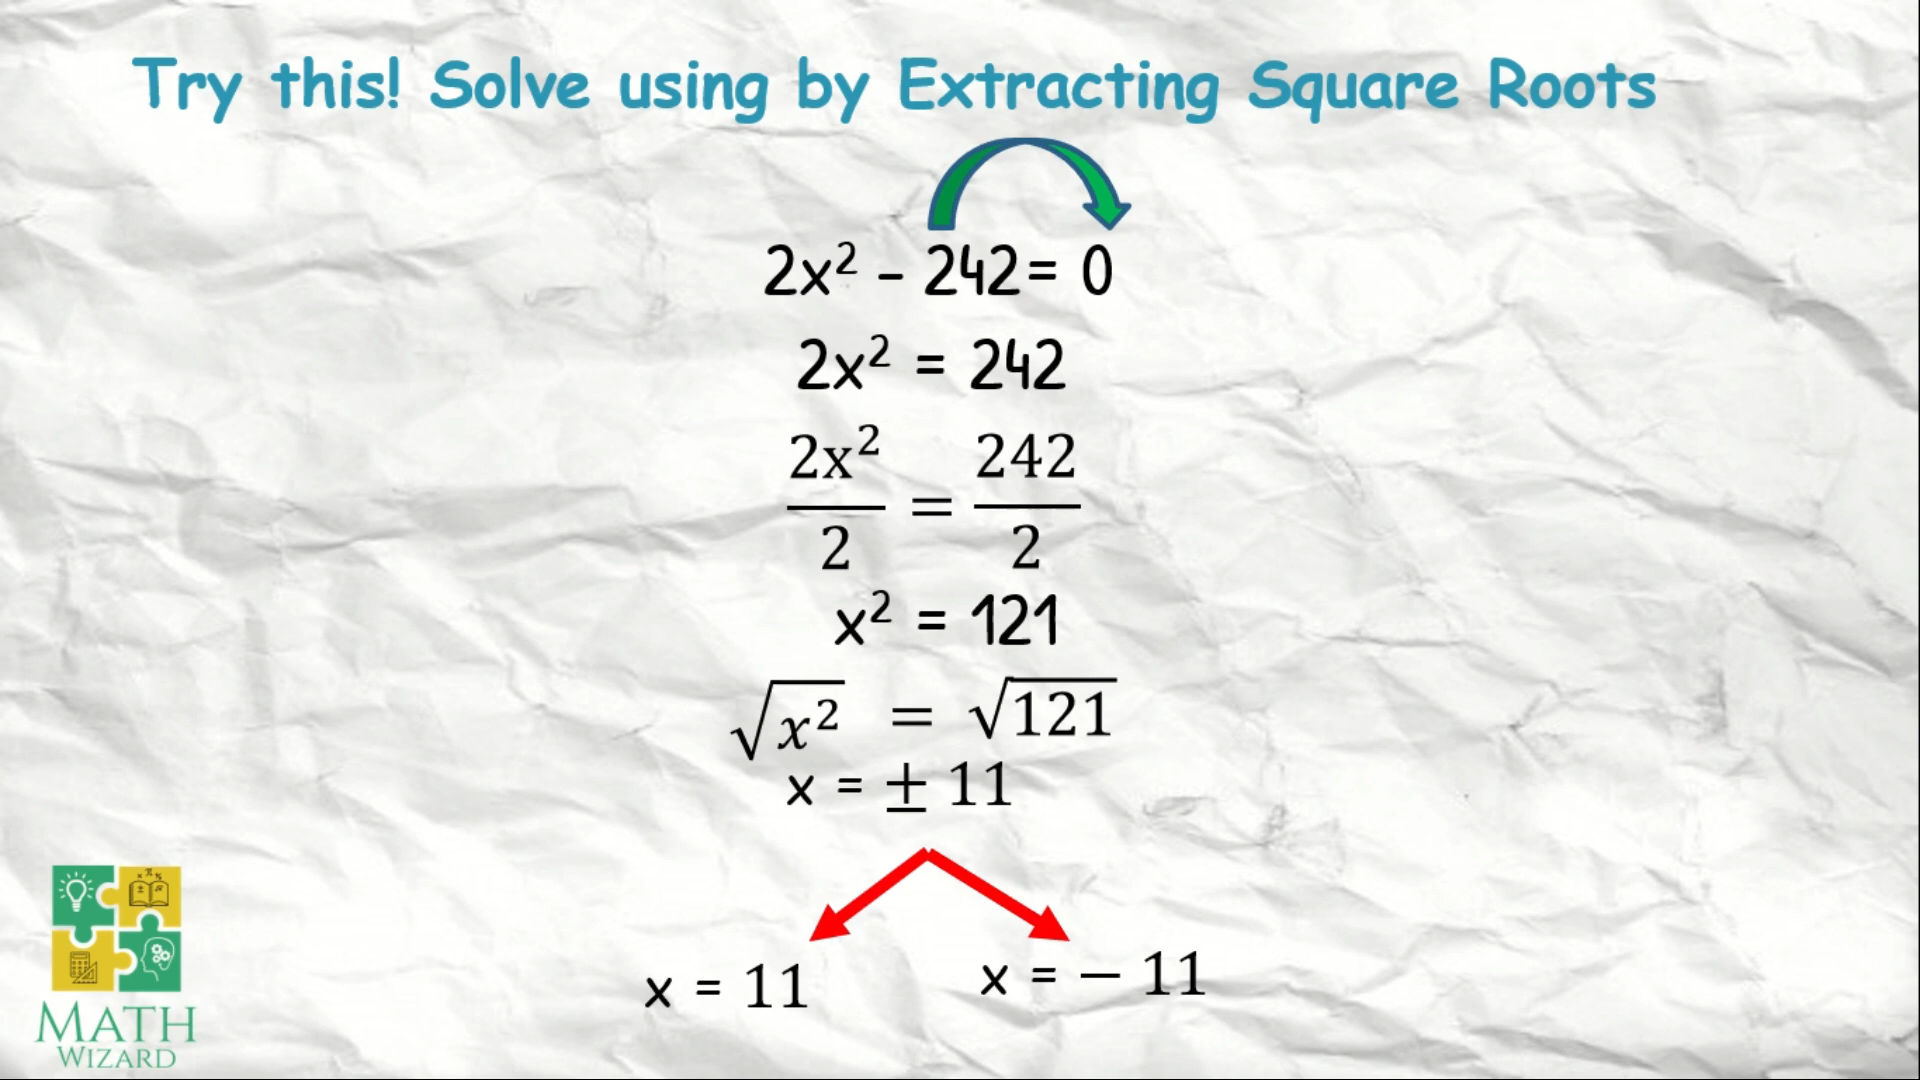 Try this! Solve using by Extracting Square Roots
2x² - 242= 0
2x² = 242
2x²/2 = 242/2
x² = 121
√x² = √121
x = ± 11
x = 11
x = − 11
MATH
WIZARD